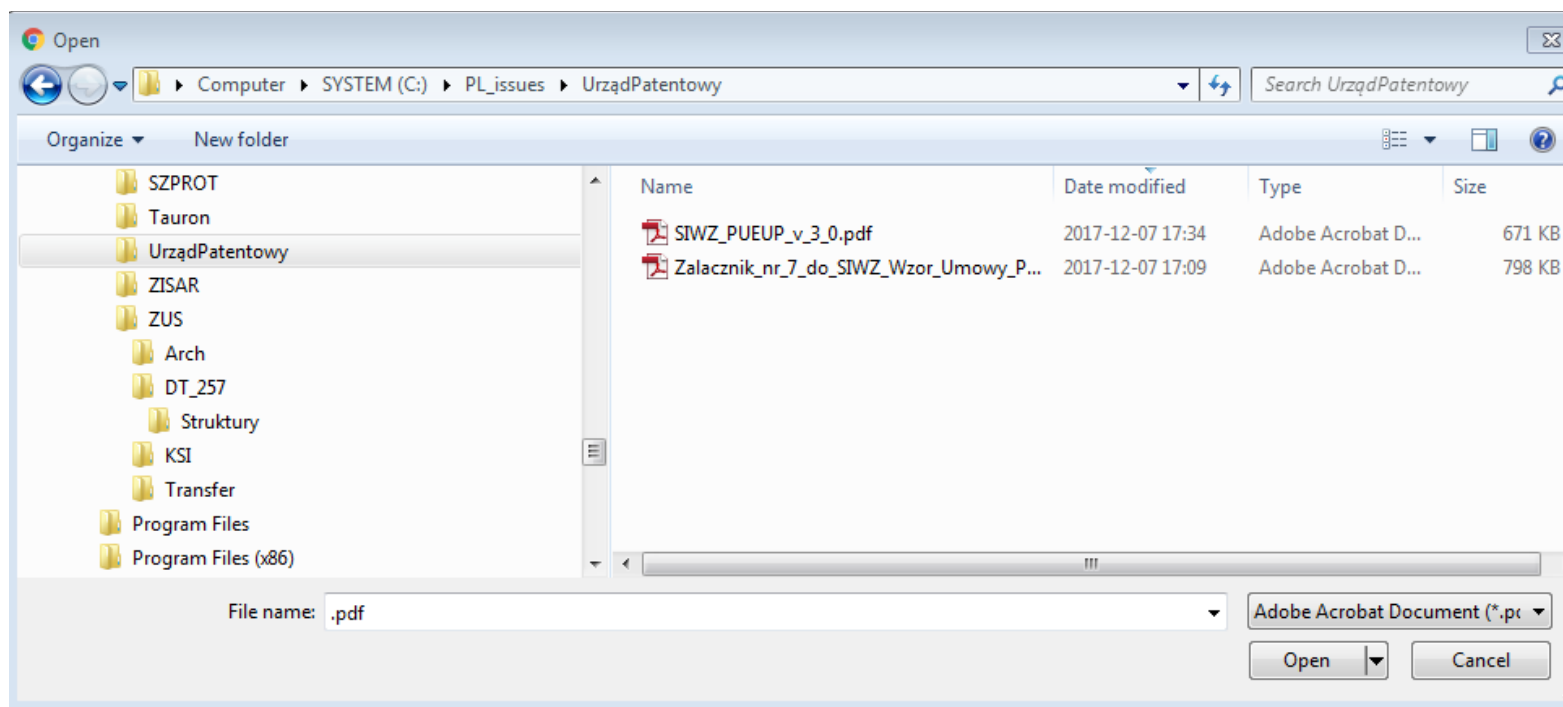 Open
Computer SYSTEM (C:) PL_issues UrządPatentowy Search UrządPatentowy
Organize New folder
SZPROT
Tauron
UrządPatentowy
ZISAR
ZUS
Arch
DT_257
Struktury
KSI
Transfer
Program Files
Program Files (x86)
Name Date modified Type Size
SIWZ_PUEUP_v_3_0.pdf 2017-12-07 17:34 Adobe Acrobat D... 671 KB
Zalacznik_nr_7_do_SIWZ_Wzor_Umowy_P... 2017-12-07 17:09 Adobe Acrobat D... 798 KB
File name: .pdf Adobe Acrobat Document (*.pc
Open Cancel